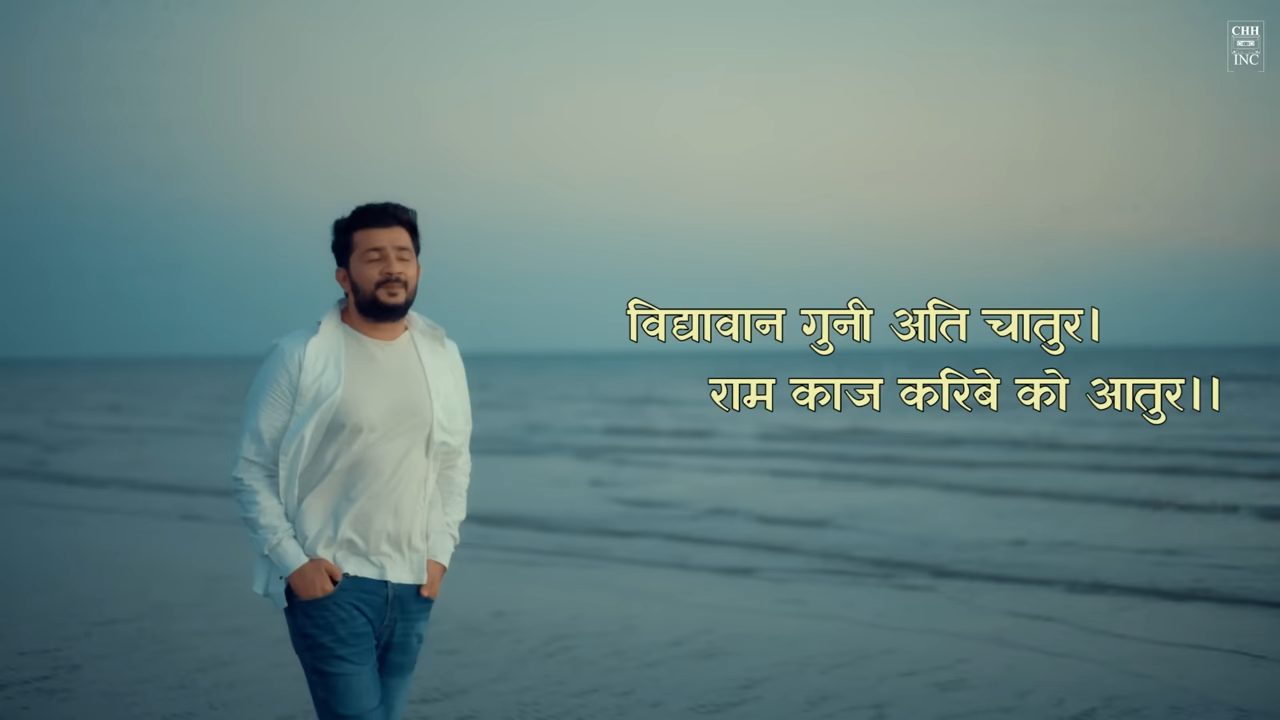 CHH
INC
विद्यावान गुनी अति चातुर।
राम काज करिबे को आतुर।।